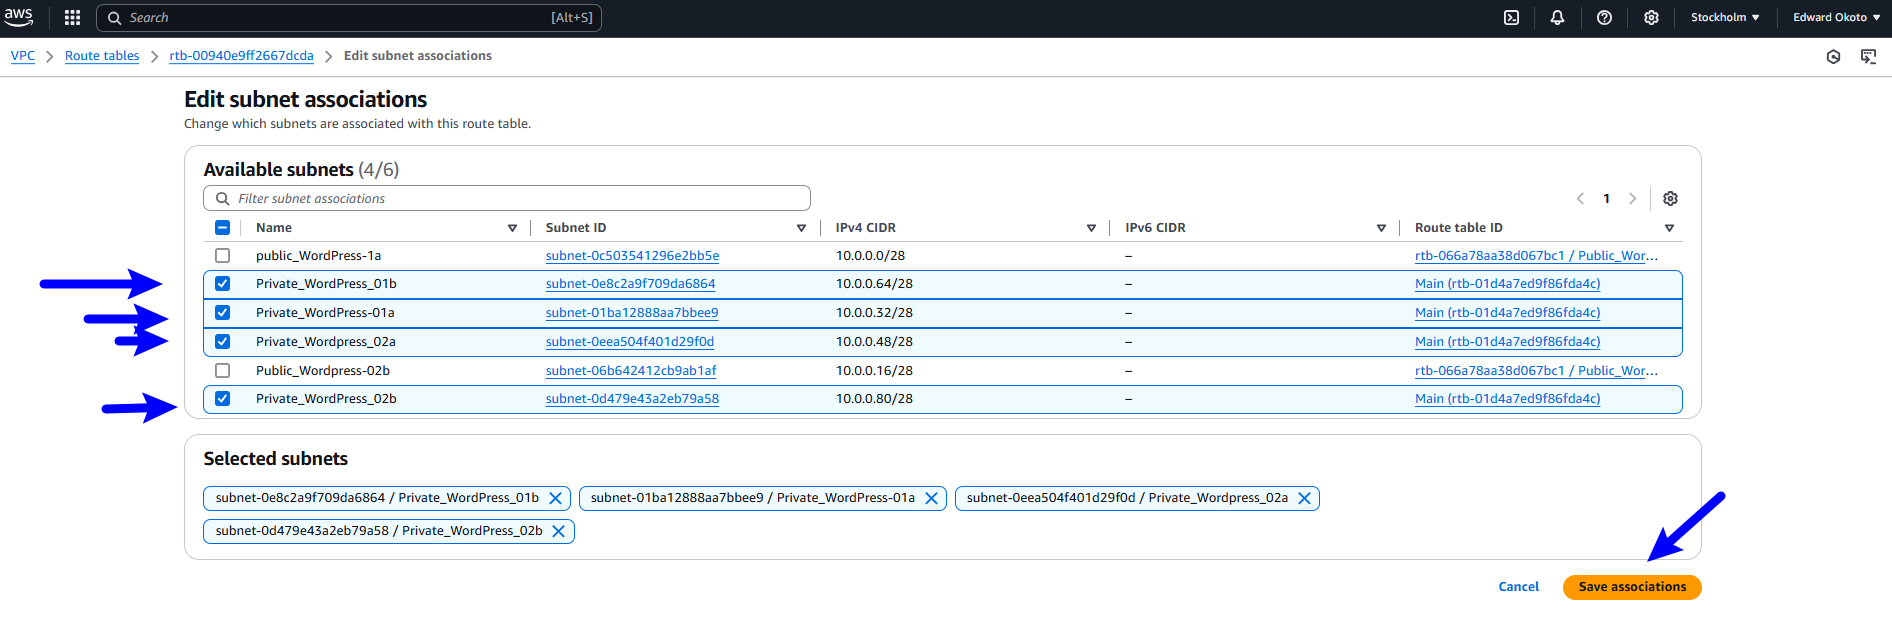 aws Search [Alt+S] Stockholm ▼ Edward Okoto ▼
VPC > Route tables > rtb-00940e9ff2667dcda > Edit subnet associations
Edit subnet associations
Change which subnets are associated with this route table.
Available subnets (4/6)
Filter subnet associations
1
Name Subnet ID IPv4 CIDR IPv6 CIDR Route table ID
public_WordPress-1a subnet-0c503541296e2bb5e 10.0.0.0/28 – rtb-066a78aa38d067bc1 / Public_Wor...
Private_WordPress_01b subnet-0e8c2a9f709da6864 10.0.0.64/28 – Main (rtb-01d4a7ed9f86fda4c)
Private_WordPress-01a subnet-01ba12888aa7bbee9 10.0.0.32/28 – Main (rtb-01d4a7ed9f86fda4c)
Private_Wordpress_02a subnet-0eea504f401d29f0d 10.0.0.48/28 – Main (rtb-01d4a7ed9f86fda4c)
Public_Wordpress-02b subnet-06b642412cb9ab1af 10.0.0.16/28 – rtb-066a78aa38d067bc1 / Public_Wor...
Private_WordPress_02b subnet-0d479e43a2eb79a58 10.0.0.80/28 – Main (rtb-01d4a7ed9f86fda4c)
Selected subnets
subnet-0e8c2a9f709da6864 / Private_WordPress_01b subnet-01ba12888aa7bbee9 / Private_WordPress-01a subnet-0eea504f401d29f0d / Private_Wordpress_02a
subnet-0d479e43a2eb79a58 / Private_WordPress_02b
Cancel Save associations